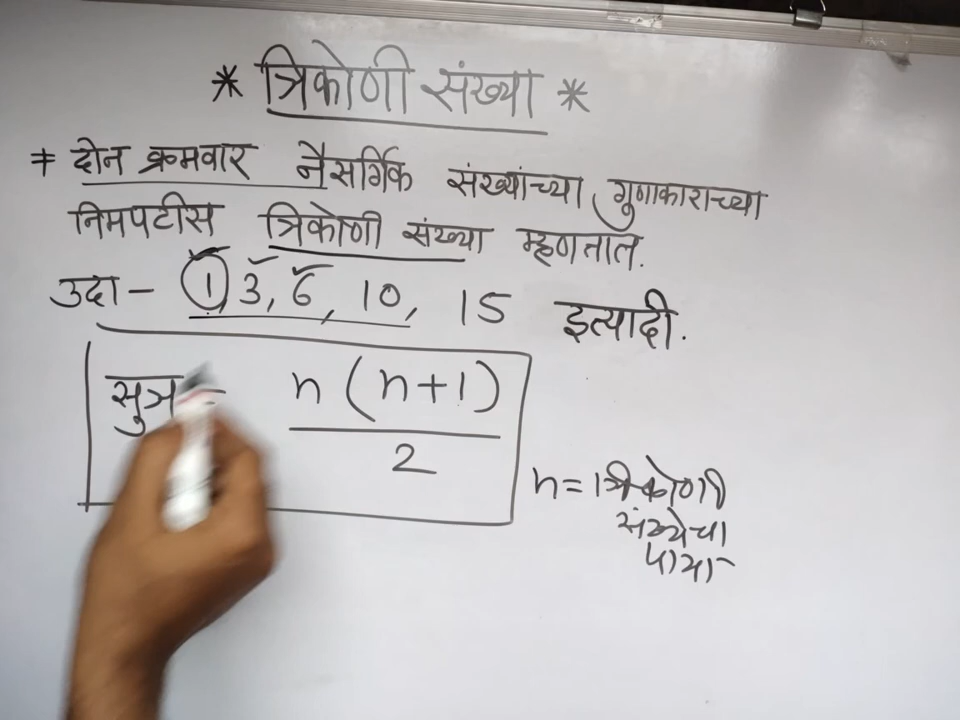 * त्रिकोणी संख्या *
≠ दोन क्रमवार नैसर्गिक संख्यांच्या गुणाकाराच्या
निमपटीस त्रिकोणी संख्या म्हणतात.
उदा - 1, 3, 6, 10, 15 इत्यादी.
सुत्र = n (n+1)
2
n = त्रिकोणी
संख्येचा
पाया